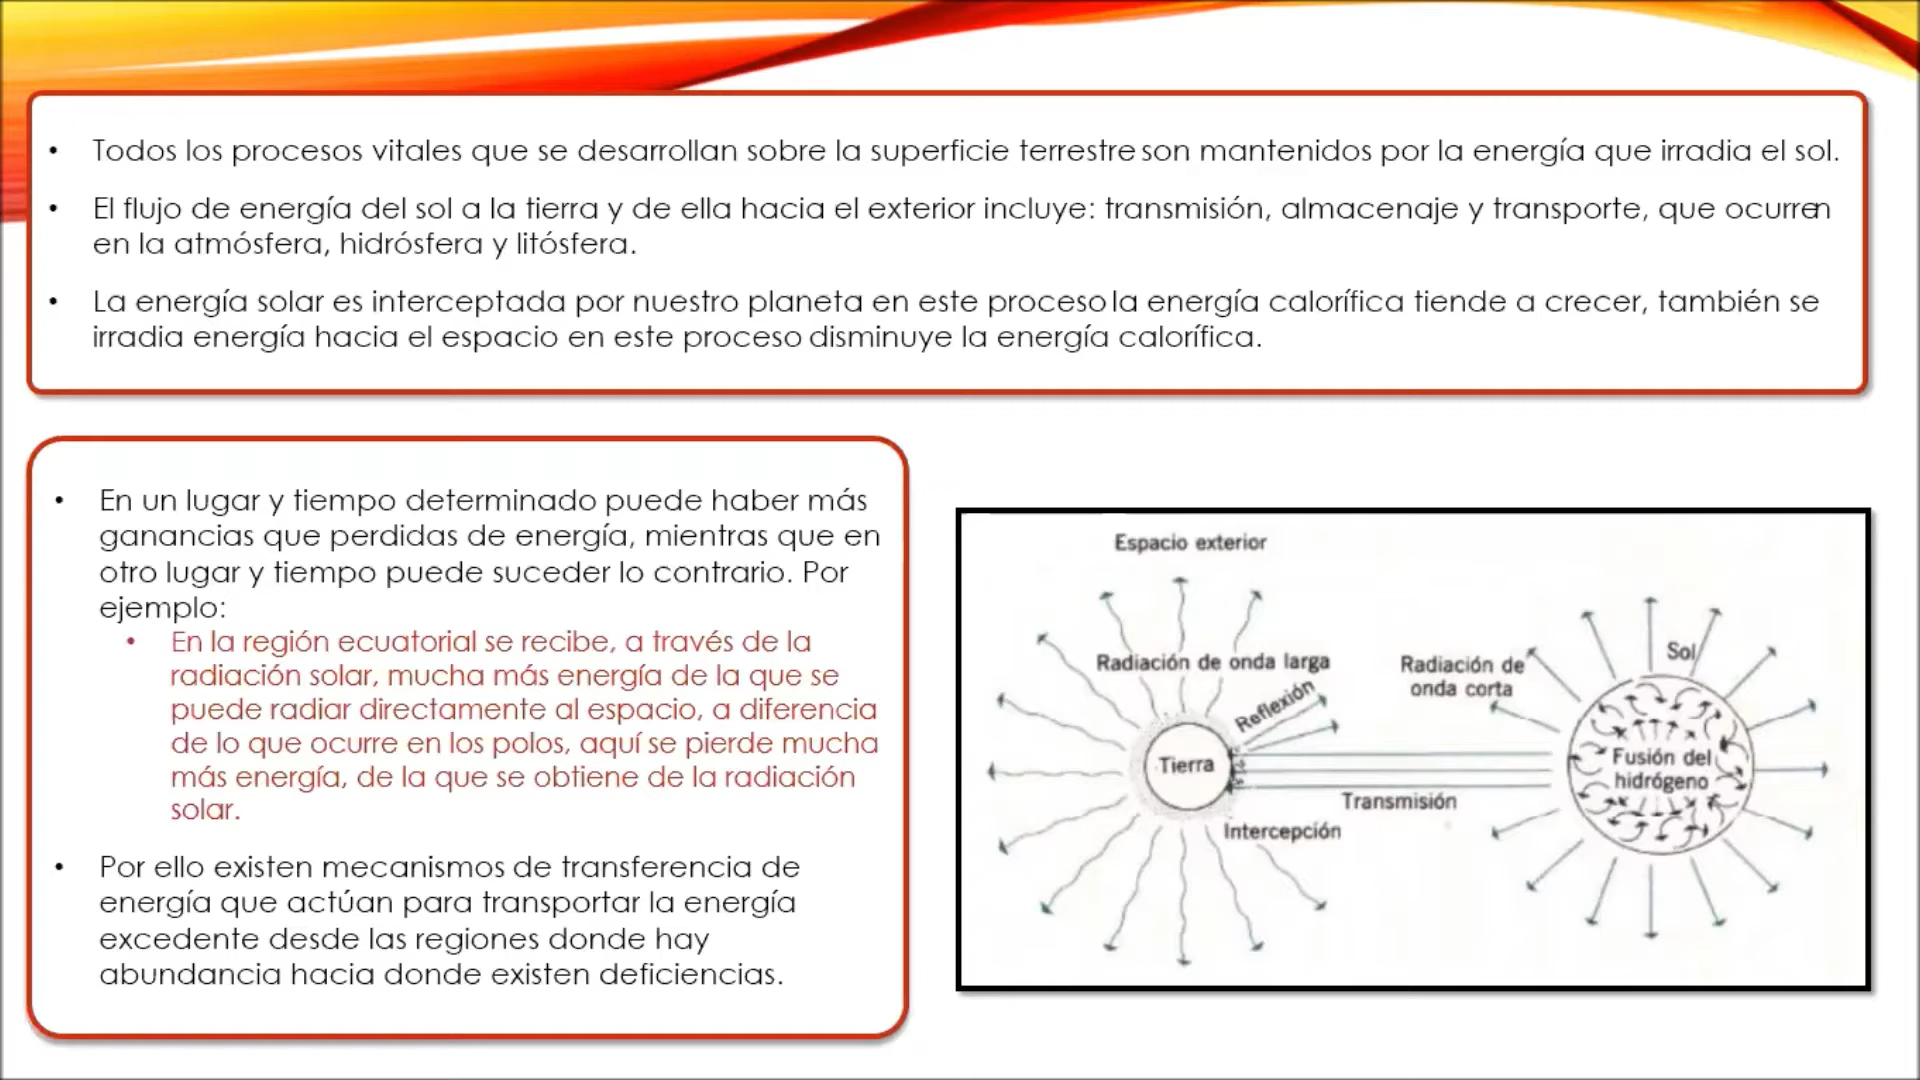 • Todos los procesos vitales que se desarrollan sobre la superficie terrestre son mantenidos por la energía que irradia el sol.
• El flujo de energía del sol a la tierra y de ella hacia el exterior incluye: transmisión, almacenaje y transporte, que ocurren
en la atmósfera, hidrósfera y litósfera.
• La energía solar es interceptada por nuestro planeta en este proceso la energía calorífica tiende a crecer, también se
irradia energía hacia el espacio en este proceso disminuye la energía calorífica.
• En un lugar y tiempo determinado puede haber más
ganancias que perdidas de energía, mientras que en
otro lugar y tiempo puede suceder lo contrario. Por
ejemplo:
• En la región ecuatorial se recibe, a través de la
radiación solar, mucha más energía de la que se
puede radiar directamente al espacio, a diferencia
de lo que ocurre en los polos, aquí se pierde mucha
más energía, de la que se obtiene de la radiación
solar.
• Por ello existen mecanismos de transferencia de
energía que actúan para transportar la energía
excedente desde las regiones donde hay
abundancia hacia donde existen deficiencias.
Espacio exterior
Radiación de onda larga
Reflexión
Radiación de
onda corta
Sol
Tierra
Fusión del
hidrógeno
Transmisión
Intercepción